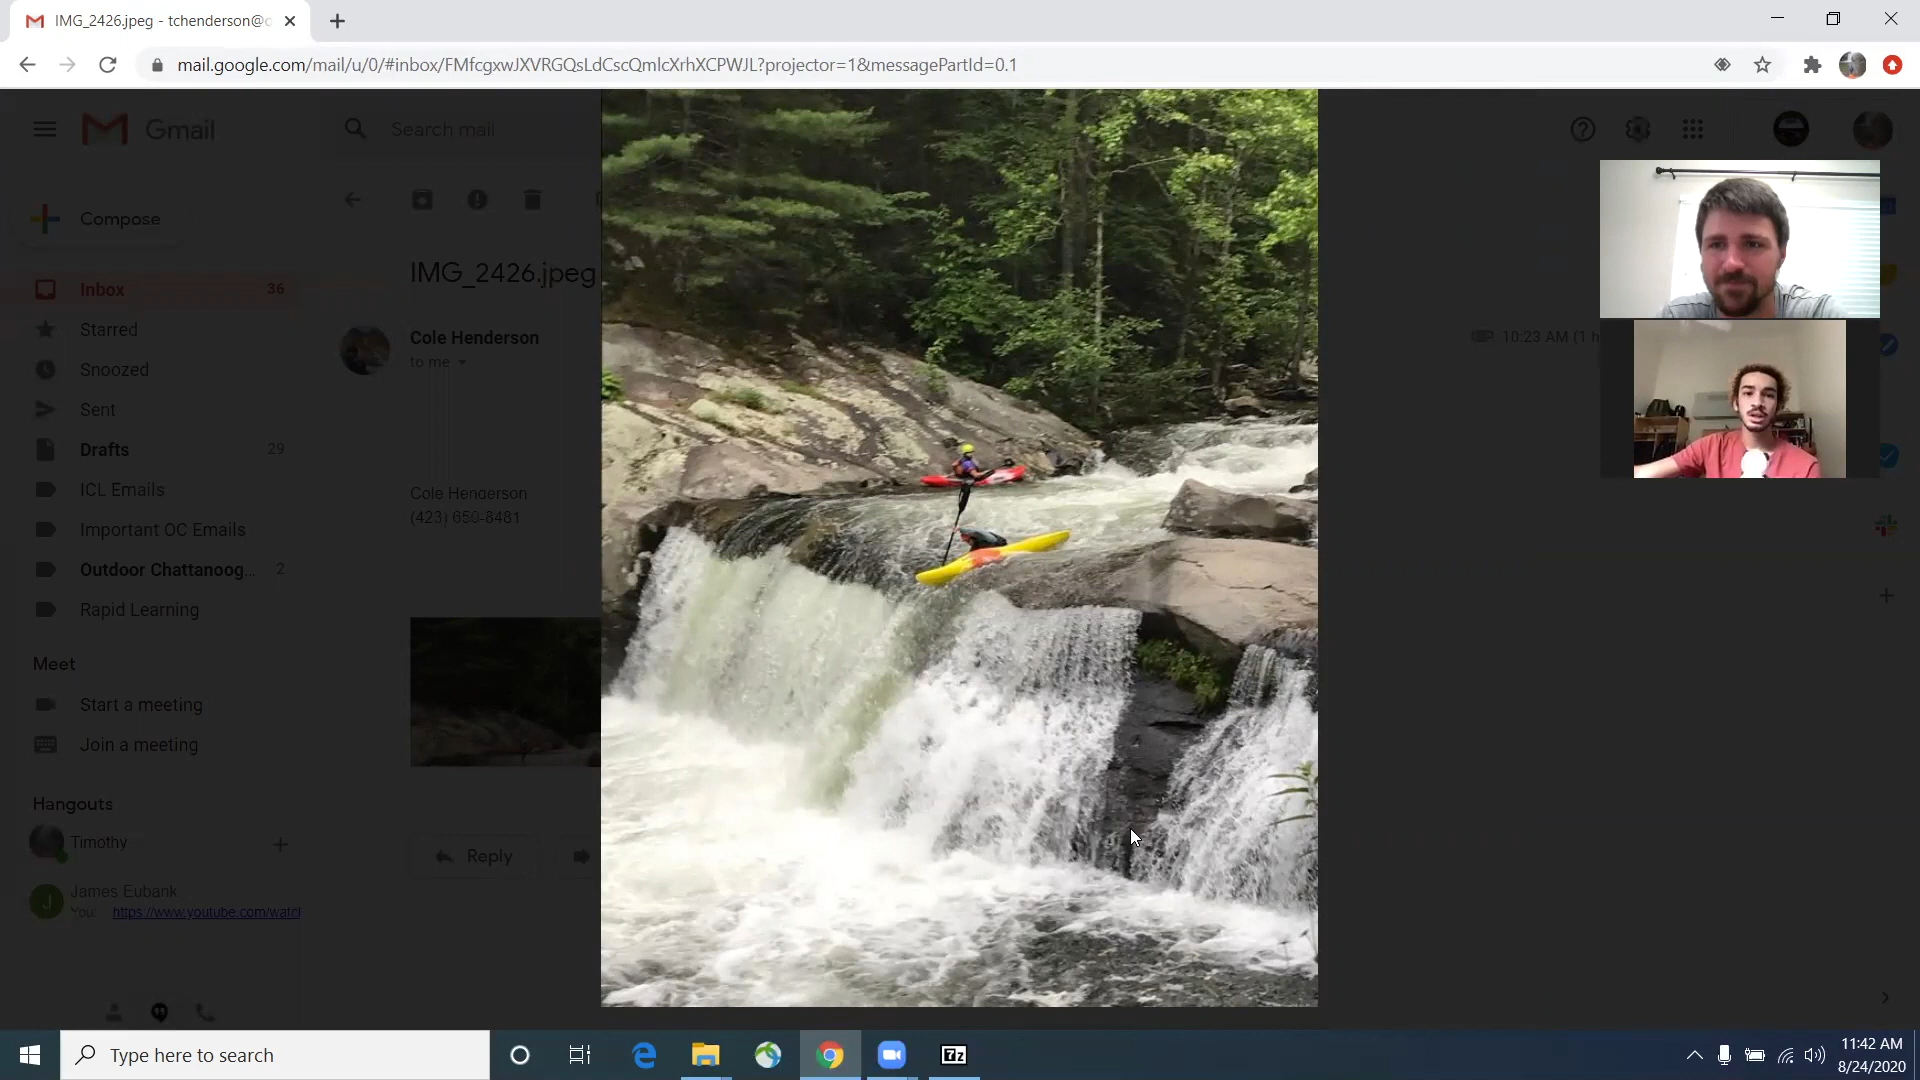 IMG_2426.jpeg - tchenderson@
mail.google.com/mail/u/0/#inbox/FMfcgxwJXVRGQsLdCscQmlcXrhXCPWJL?projector=1&messagePartId=0.1
Gmail
Search mail
Compose
IMG_2426.jpeg
Inbox 36
Starred
Cole Henderson
10:23 AM (1 h
to me
Snoozed
Sent
Drafts 29
ICL Emails
Cole Henderson
(423) 650-8481
Important OC Emails
Outdoor Chattanoog... 2
Rapid Learning
Meet
Start a meeting
Join a meeting
Hangouts
Timothy
Reply
J
James Eubank
You: https://www.youtube.com/watc
Type here to search
7z
11:42 AM
8/24/2020